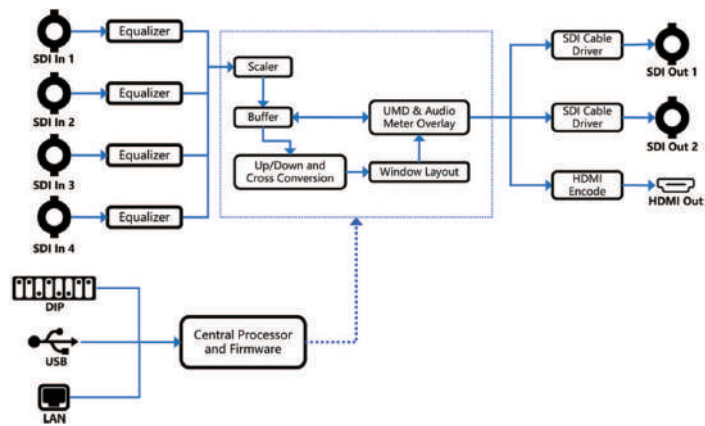 SDI In 1
Equalizer
SDI In 2
Equalizer
SDI In 3
Equalizer
SDI In 4
Equalizer
Scaler
Buffer
UMD & Audio
Meter Overlay
Up/Down and
Cross Conversion
Window Layout
SDI Cable
Driver
SDI Out 1
SDI Cable
Driver
SDI Out 2
HDMI
Encode
HDMI Out
DIP
USB
LAN
Central Processor
and Firmware